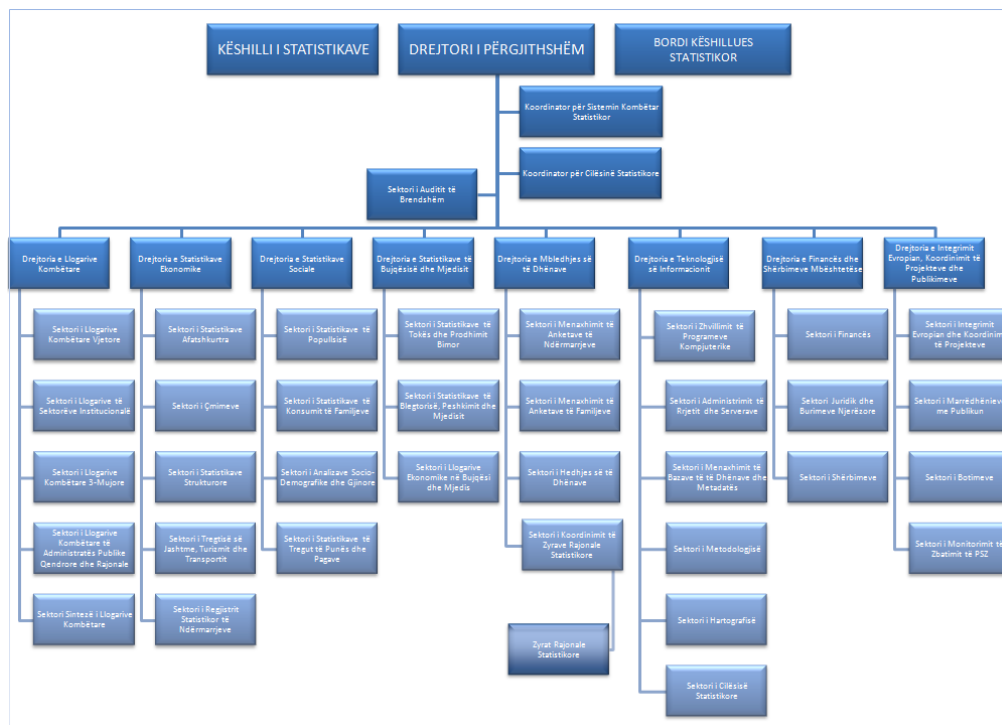 KËSHILLI I STATISTIKAVE
DREJTORI I PËRGJITHSHËM
BORDI KËSHILLUES
STATISTIKOR
Koordinator për Sistemin Kombëtar
Statistikor
Koordinator për Cilësinë Statistikore
Sektori i Auditit të
Brendshëm
Drejtoria e Llogarive
Kombëtare
Sektori i Llogarive
Kombëtare Vjetore
Sektori i Llogarive të
Sektorëve Institucionalë
Sektori i Llogarive
Kombëtare 3-Mujore
Sektori i Llogarive
Kombëtare të
Administratës Publike
Qendrore dhe Rajonale
Sektori Sintezë i Llogarive
Kombëtare
Drejtoria e Statistikave
Ekonomike
Sektori i Statistikave
Afatshkurtra
Sektori i Çmimeve
Sektori i Statistikave
Strukturore
Sektori i Tregtisë së
Jashtme, Turizmit dhe
Transportit
Sektori i Regjistrit
Statistikor të
Ndërmarrjeve
Drejtoria e Statistikave
Sociale
Sektori i Statistikave të
Popullsisë
Sektori i Statistikave të
Konsumit të Familjeve
Sektori i Analizave Socio-
Demografike dhe Gjinore
Sektori i Statistikave të
Tregut të Punës dhe
Pagave
Drejtoria e Statistikave të
Bujqësisë dhe Mjedisit
Sektori i Statistikave të
Tokës dhe Prodhimit
Bimor
Sektori i Statistikave të
Blegtorisë, Peshkimit dhe
Mjedisit
Sektori i Llogarive
Ekonomike në Bujqësi dhe
Mjedis
Drejtoria e Mbledhjes së
të Dhënave
Sektori i Menaxhimit të
Anketave të
Ndërmarrjeve
Sektori i Menaxhimit të
Anketave të Familjeve
Sektori i Hedhjes së të
Dhënave
Sektori i Koordinimit të
Zyrave Rajonale
Statistikore
Zyrat Rajonale
Statistikore
Drejtoria e Teknologjisë
së Informacionit
Sektori i Zhvillimit të
Programeve
Kompjuterike
Sektori i Administrimit të
Rrjetit dhe Serverave
Sektori i Menaxhimit të
Bazave të të Dhënave dhe
Metadatës
Sektori i Metodologjisë
Sektori i Hartografisë
Sektori i Cilësisë
Statistikore
Drejtoria e Financës dhe
Shërbimeve Mbështetëse
Sektori i Financës
Sektori Juridik dhe
Burimeve Njerëzore
Sektori i Shërbimeve
Drejtoria e Integrimit
Evropian, Koordinimit të
Projekteve dhe
Publikimeve
Sektori i Integrimit
Evropian dhe Koordinimit
të Projekteve
Sektori i Marrëdhënieve
me Publikun
Sektori i Botimeve
Sektori i Monitorimit të
Zbatimit të PSZ